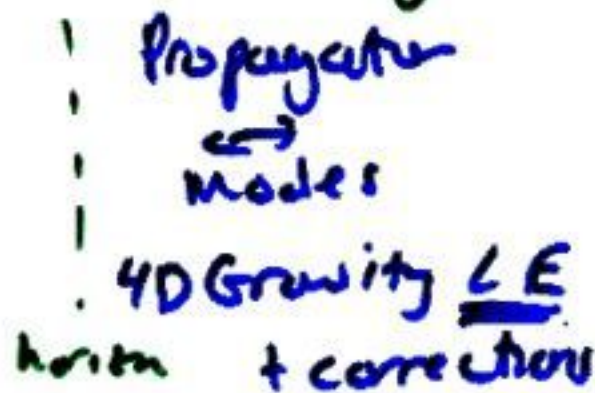 Propagator
↔
Modes
4D Gravity LE
horizon + corrections